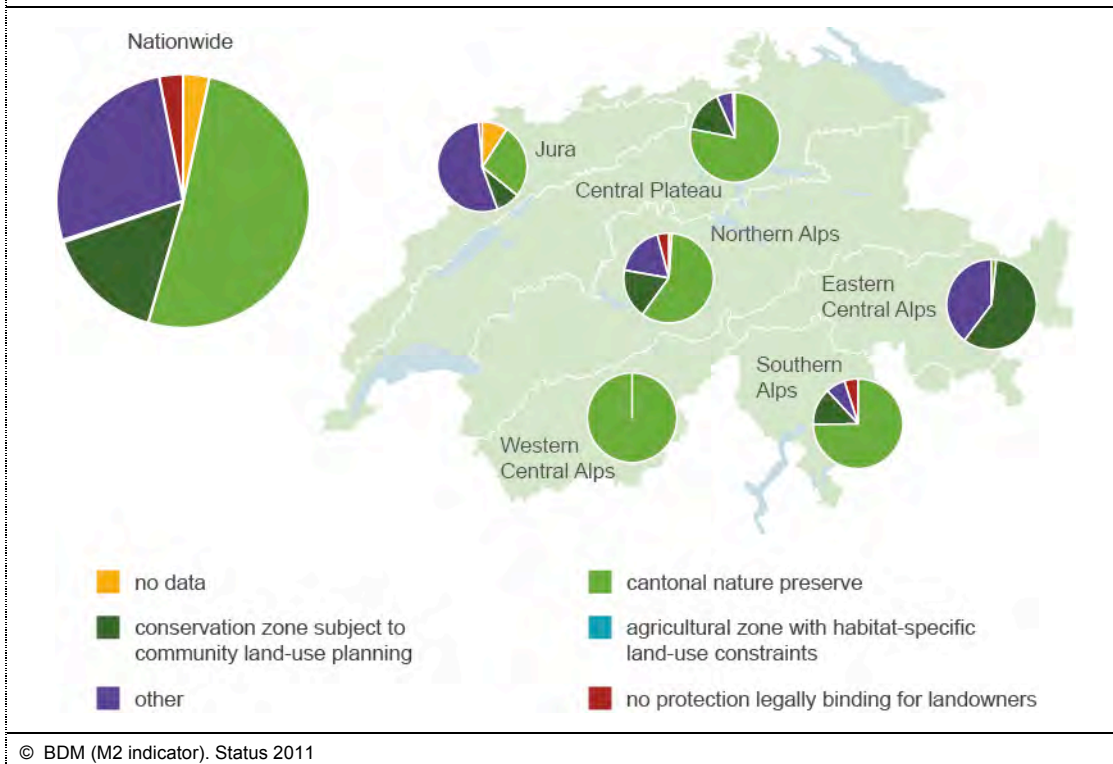 Nationwide
Jura
Central Plateau
Northern Alps
Eastern
Central Alps
Southern
Alps
Western
Central Alps
no data
conservation zone subject to
community land-use planning
other
cantonal nature preserve
agricultural zone with habitat-specific
land-use constraints
no protection legally binding for landowners
© BDM (M2 indicator). Status 2011